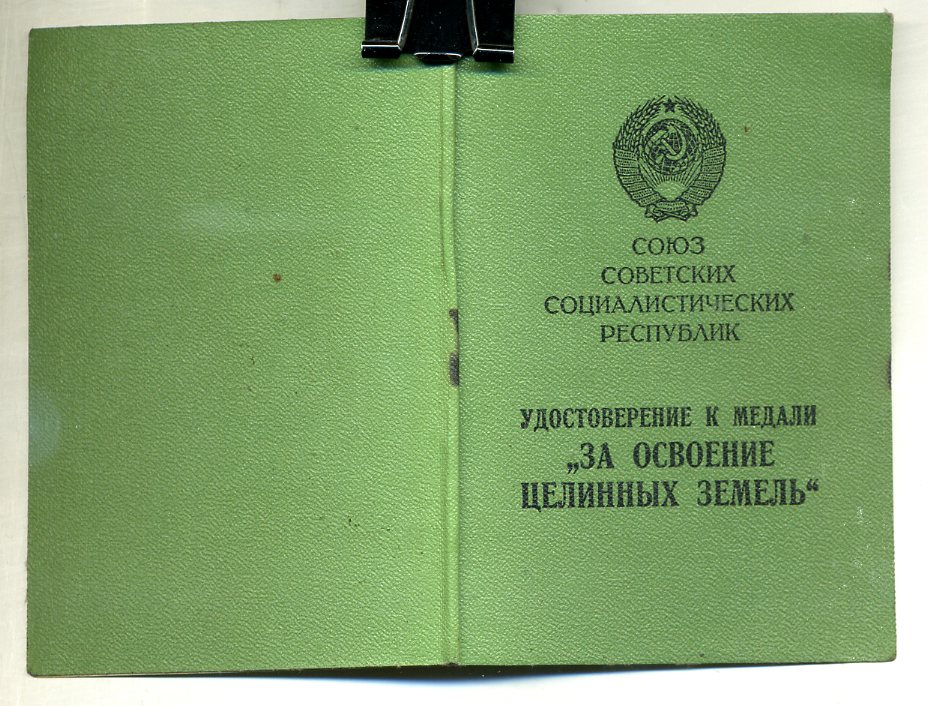 СОЮЗ
СОВЕТСКИХ
СОЦИАЛИСТИЧЕСКИХ
РЕСПУБЛИК
УДОСТОВЕРЕНИЕ К МЕДАЛИ
„ЗА ОСВОЕНИЕ
ЦЕЛИННЫХ ЗЕМЕЛЬ“